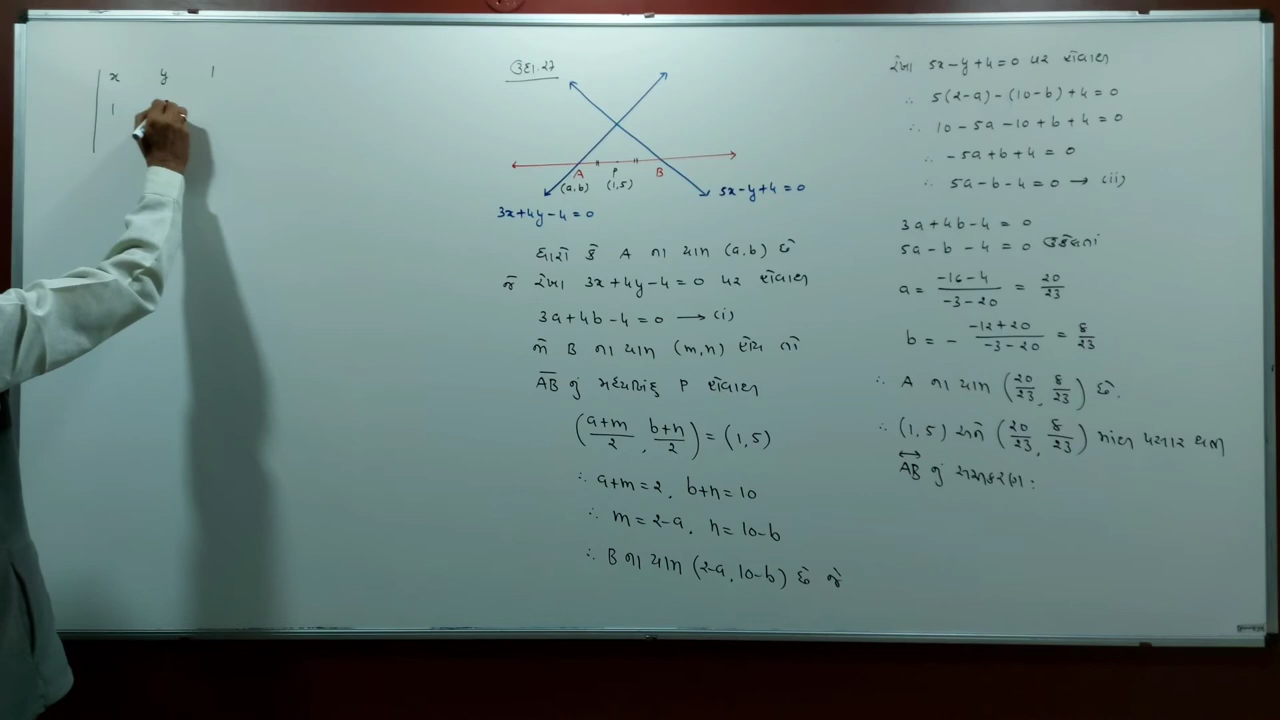 x y 1
1
ઉદા.27
A P B
(a,b) (1,5)
3x+4y-4=0
5x-y+4=0
ધારો કે A ના યામ (a,b) છે
જે રેખા 3x+4y-4=0 પર હોવાથી
3a+4b-4=0 → (i)
જો B ના યામ (m,n) હોય તો
AB નું મધ્યબિંદુ P હોવાથી
(a+m/2, b+n/2) = (1,5)
∴ a+m=2, b+n=10
∴ m=2-a, n=10-b
∴ B ના યામ (2-a,10-b) છે જે
રેખા 5x-y+4=0 પર હોવાથી
∴ 5(2-a)-(10-b)+4=0
∴ 10-5a-10+b+4=0
∴ -5a+b+4=0
∴ 5a-b-4=0 → (ii)
3a+4b-4=0
5a-b-4=0 ઉકેલતાં
a= -16-4/-3-20 = 20/23
b= - -12+20/-3-20 = 8/23
∴ A ના યામ (20/23, 8/23) છે.
∴ (1,5) અને (20/23, 8/23) માંથી પસાર થતી
AB નું સમીકરણ: